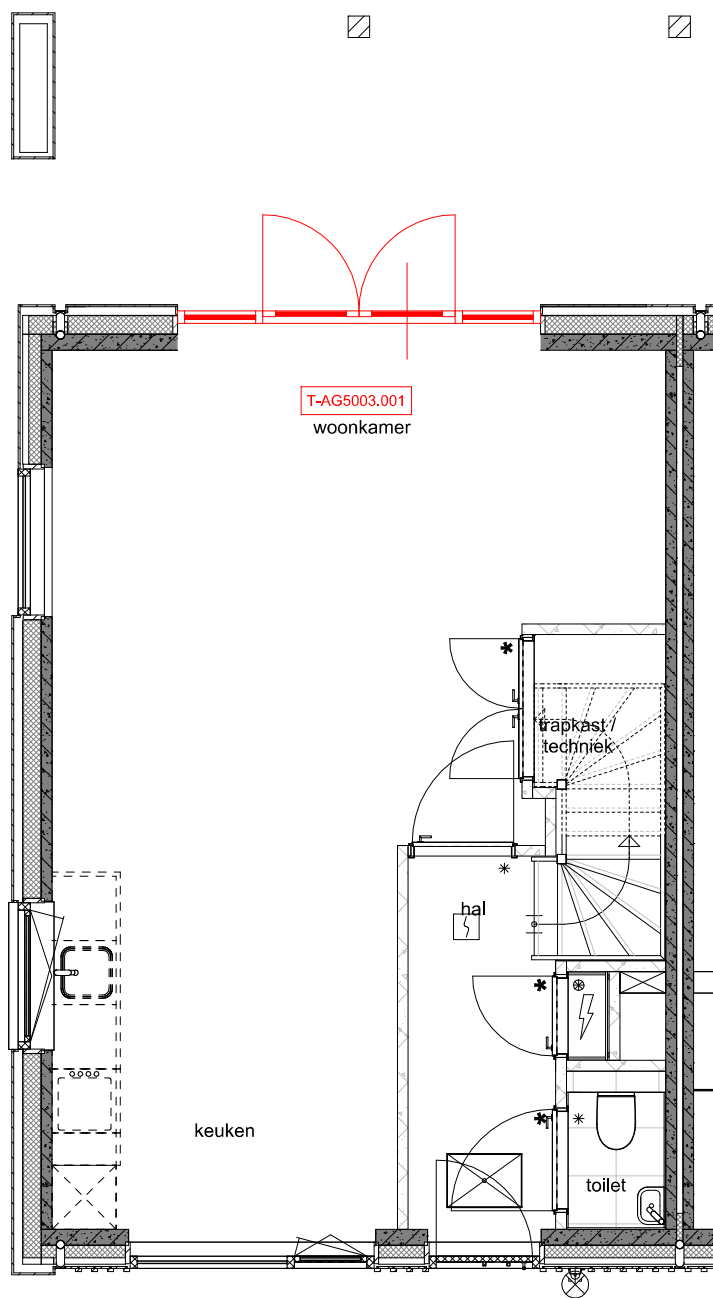 T-AG5003.001
woonkamer
trapkast /
techniek
hal
keuken
toilet